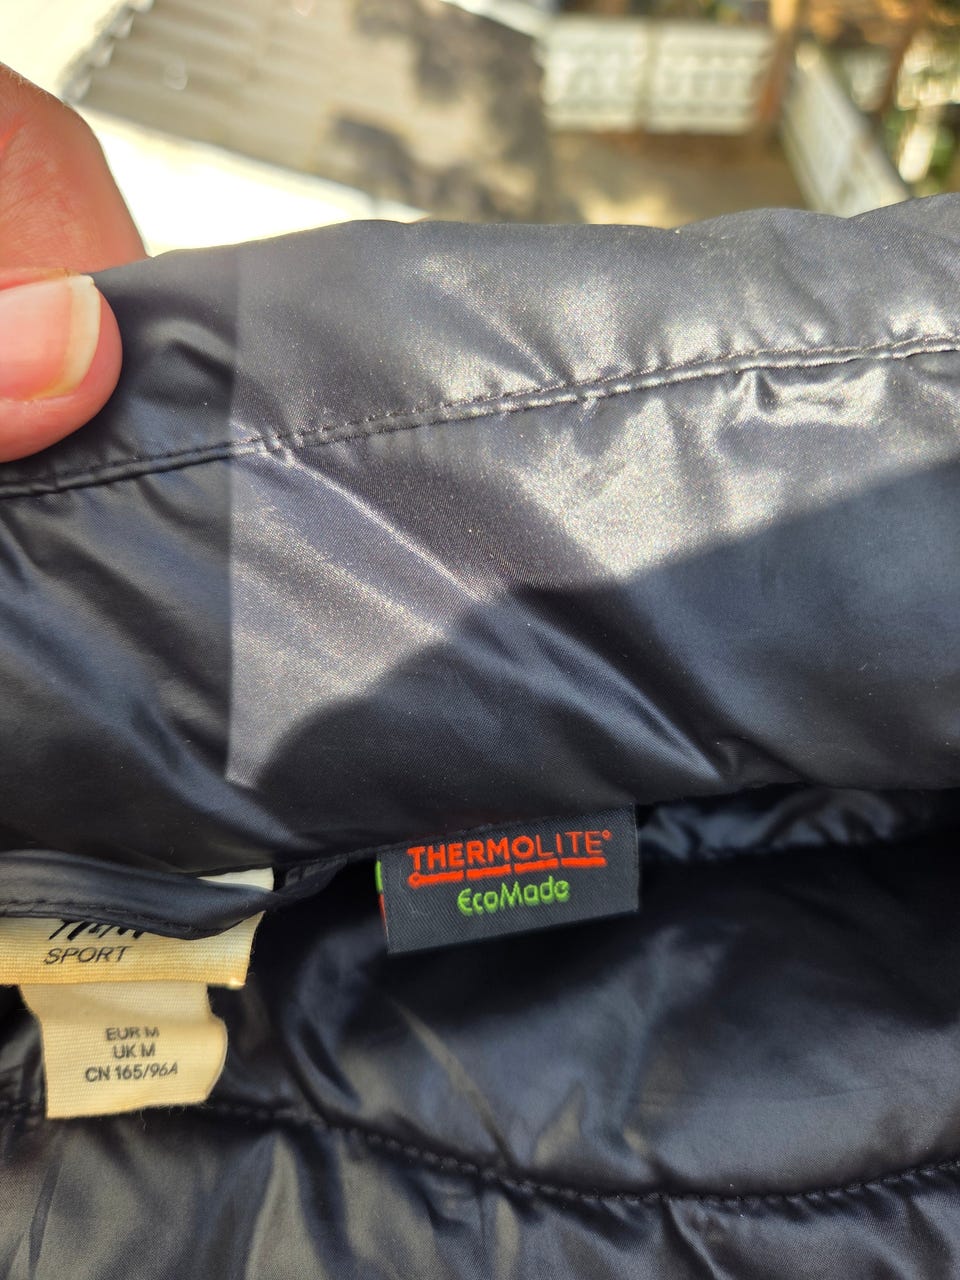 THERMOLITE®
EcoMade
SPORT
EUR M
UK M
CN 165/96A